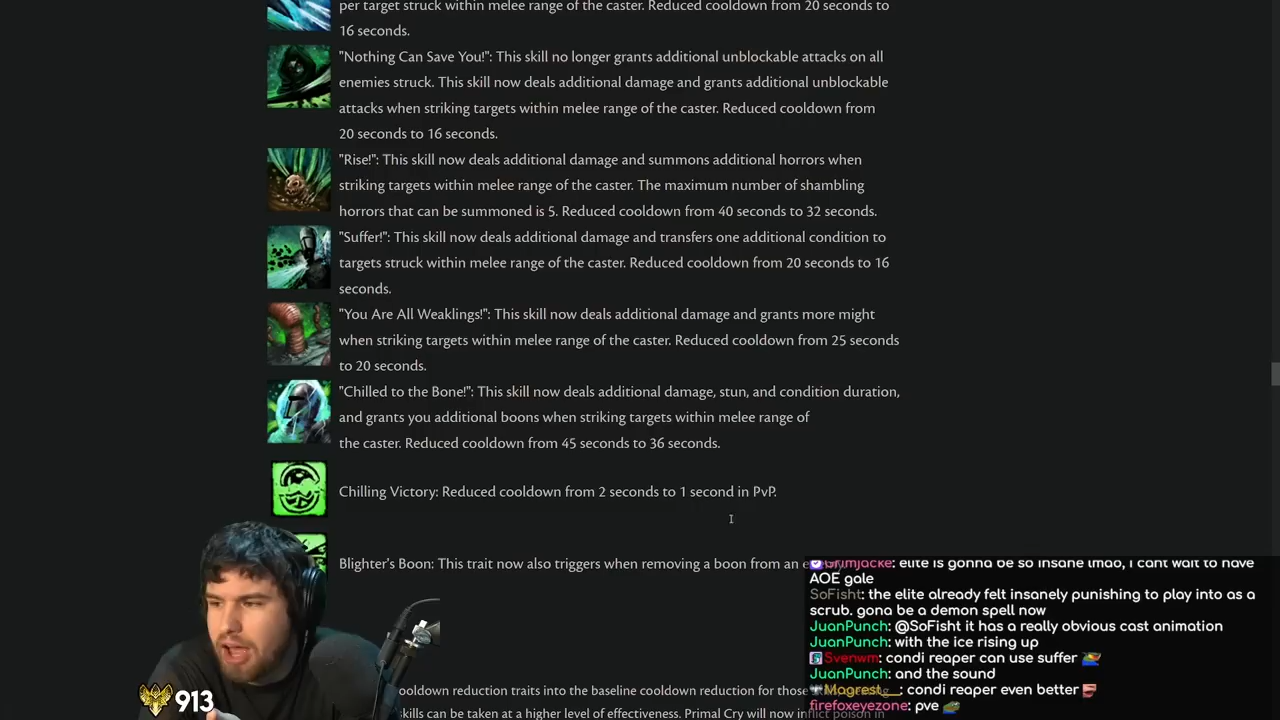 per target struck within melee range of the caster. Reduced cooldown from 20 seconds to
16 seconds.
"Nothing Can Save You!": This skill no longer grants additional unblockable attacks on all
enemies struck. This skill now deals additional damage and grants additional unblockable
attacks when striking targets within melee range of the caster. Reduced cooldown from
20 seconds to 16 seconds.
"Rise!": This skill now deals additional damage and summons additional horrors when
striking targets within melee range of the caster. The maximum number of shambling
horrors that can be summoned is 5. Reduced cooldown from 40 seconds to 32 seconds.
"Suffer!": This skill now deals additional damage and transfers one additional condition to
targets struck within melee range of the caster. Reduced cooldown from 20 seconds to 16
seconds.
"You Are All Weaklings!": This skill now deals additional damage and grants more might
when striking targets within melee range of the caster. Reduced cooldown from 25 seconds
to 20 seconds.
"Chilled to the Bone!": This skill now deals additional damage, stun, and condition duration,
and grants you additional boons when striking targets within melee range of
the caster. Reduced cooldown from 45 seconds to 36 seconds.
Chilling Victory: Reduced cooldown from 2 seconds to 1 second in PvP.
Blighter's Boon: This trait now also triggers when removing a boon from an
elite is gonna be so insane lmao, i cant wait to have
AOE gale
SoFisht: the elite already felt insanely punishing to play into as a
scrub. gona be a demon spell now
JuanPunch: @SoFisht it has a really obvious cast animation
JuanPunch: with the ice rising up
Svenwm: condi reaper can use suffer
JuanPunch: and the sound
Magrest__: condi reaper even better
firefoxeyezone: pve
913
ooldown reduction traits into the baseline cooldown reduction for those
skills can be taken at a higher level of effectiveness. Primal Cry will now inflict poison in